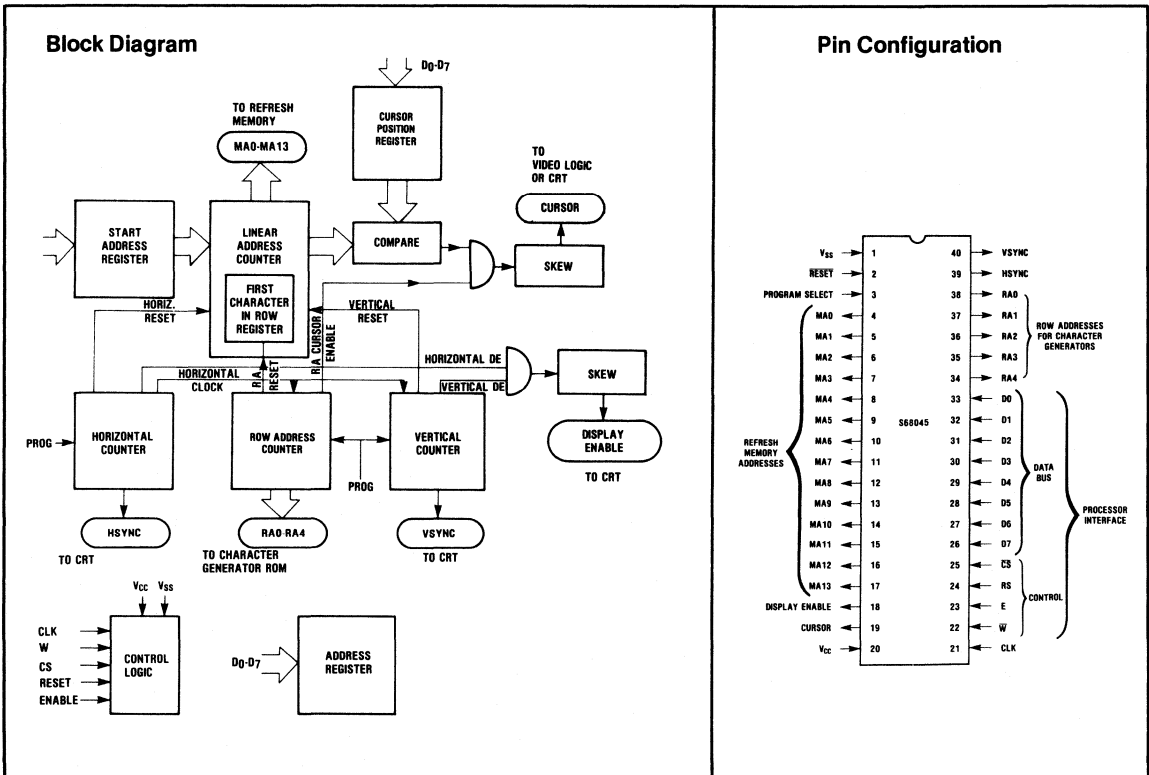 Block Diagram
D0-D7
TO REFRESH
MEMORY
MA0-MA13
CURSOR
POSITION
REGISTER
TO
VIDEO LOGIC
OR CRT
CURSOR
START
ADDRESS
REGISTER
LINEAR
ADDRESS
COUNTER
COMPARE
SKEW
FIRST
CHARACTER
IN ROW
REGISTER
HORIZ.
RESET
VERTICAL
RESET
RA CURSOR
ENABLE
HORIZONTAL DE
HORIZONTAL
CLOCK
RA
RESET
VERTICAL DE
SKEW
PROG
HORIZONTAL
COUNTER
ROW ADDRESS
COUNTER
VERTICAL
COUNTER
PROG
DISPLAY
ENABLE
TO CRT
HSYNC
TO CRT
RA0-RA4
TO CHARACTER
GENERATOR ROM
VSYNC
TO CRT
VCC VSS
CLK
W
CS
RESET
ENABLE
CONTROL
LOGIC
D0-D7
ADDRESS
REGISTER
Pin Configuration
VSS 1 40 VSYNC
RESET 2 39 HSYNC
PROGRAM SELECT 3 38 RA0
MA0 4 37 RA1
MA1 5 36 RA2
MA2 6 35 RA3
MA3 7 34 RA4
MA4 8 33 D0
MA5 9 32 D1
MA6 10 31 D2
MA7 11 30 D3
MA8 12 29 D4
MA9 13 28 D5
MA10 14 27 D6
MA11 15 26 D7
MA12 16 25 CS
MA13 17 24 RS
DISPLAY ENABLE 18 23 E
CURSOR 19 22 W
VCC 20 21 CLK
S68045
REFRESH
MEMORY
ADDRESSES
ROW ADDRESSES
FOR CHARACTER
GENERATORS
DATA
BUS
PROCESSOR
INTERFACE
CONTROL